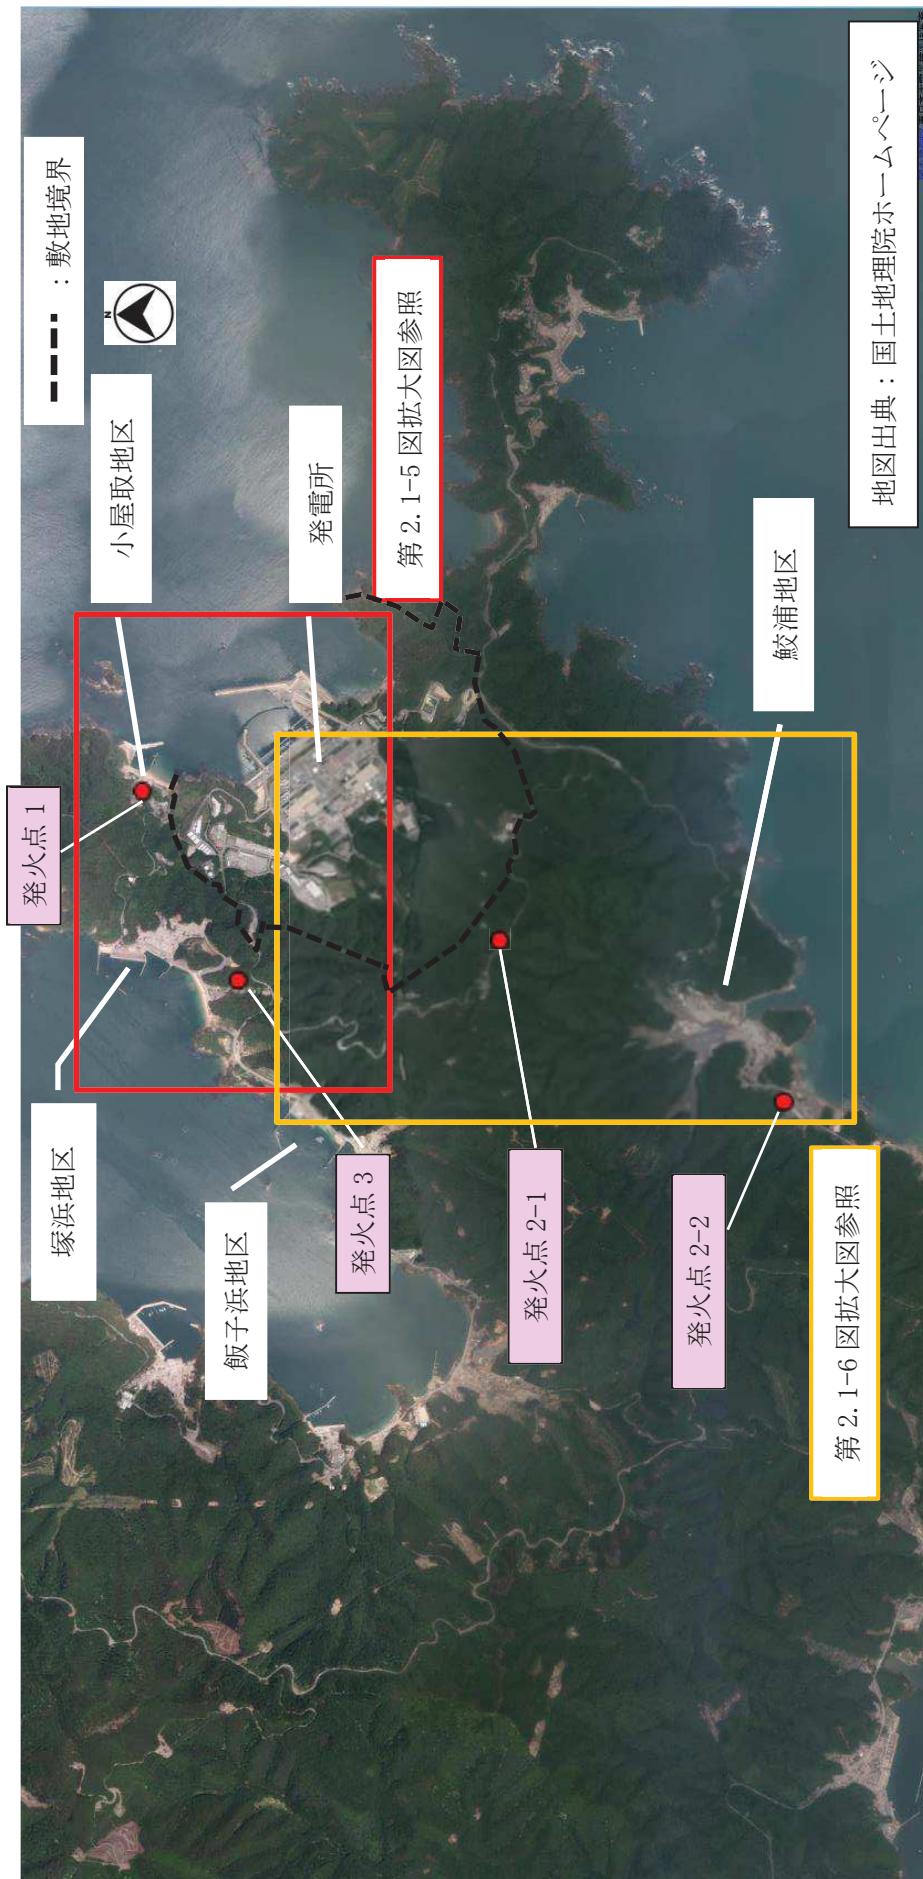 発火点 1
小屋取地区
N
: 敷地境界
塚浜地区
発電所
飯子浜地区
第 2.1-5 図拡大図参照
発火点 3
発火点 2-1
発火点 2-2
鮫浦地区
第 2.1-6 図拡大図参照
地図出典：国土地理院ホームページ